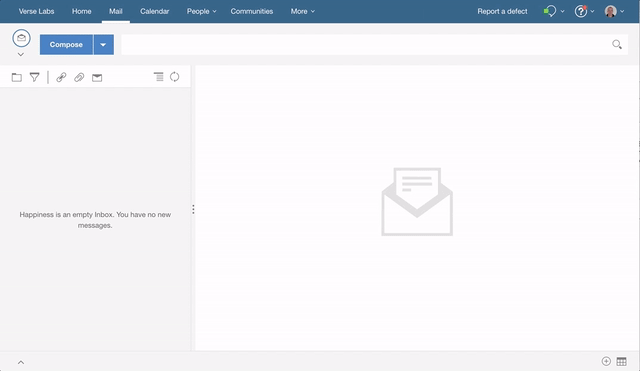 Verse Labs Home Mail Calendar People Communities More Report a defect
Compose
Happiness is an empty Inbox. You have no new
messages.